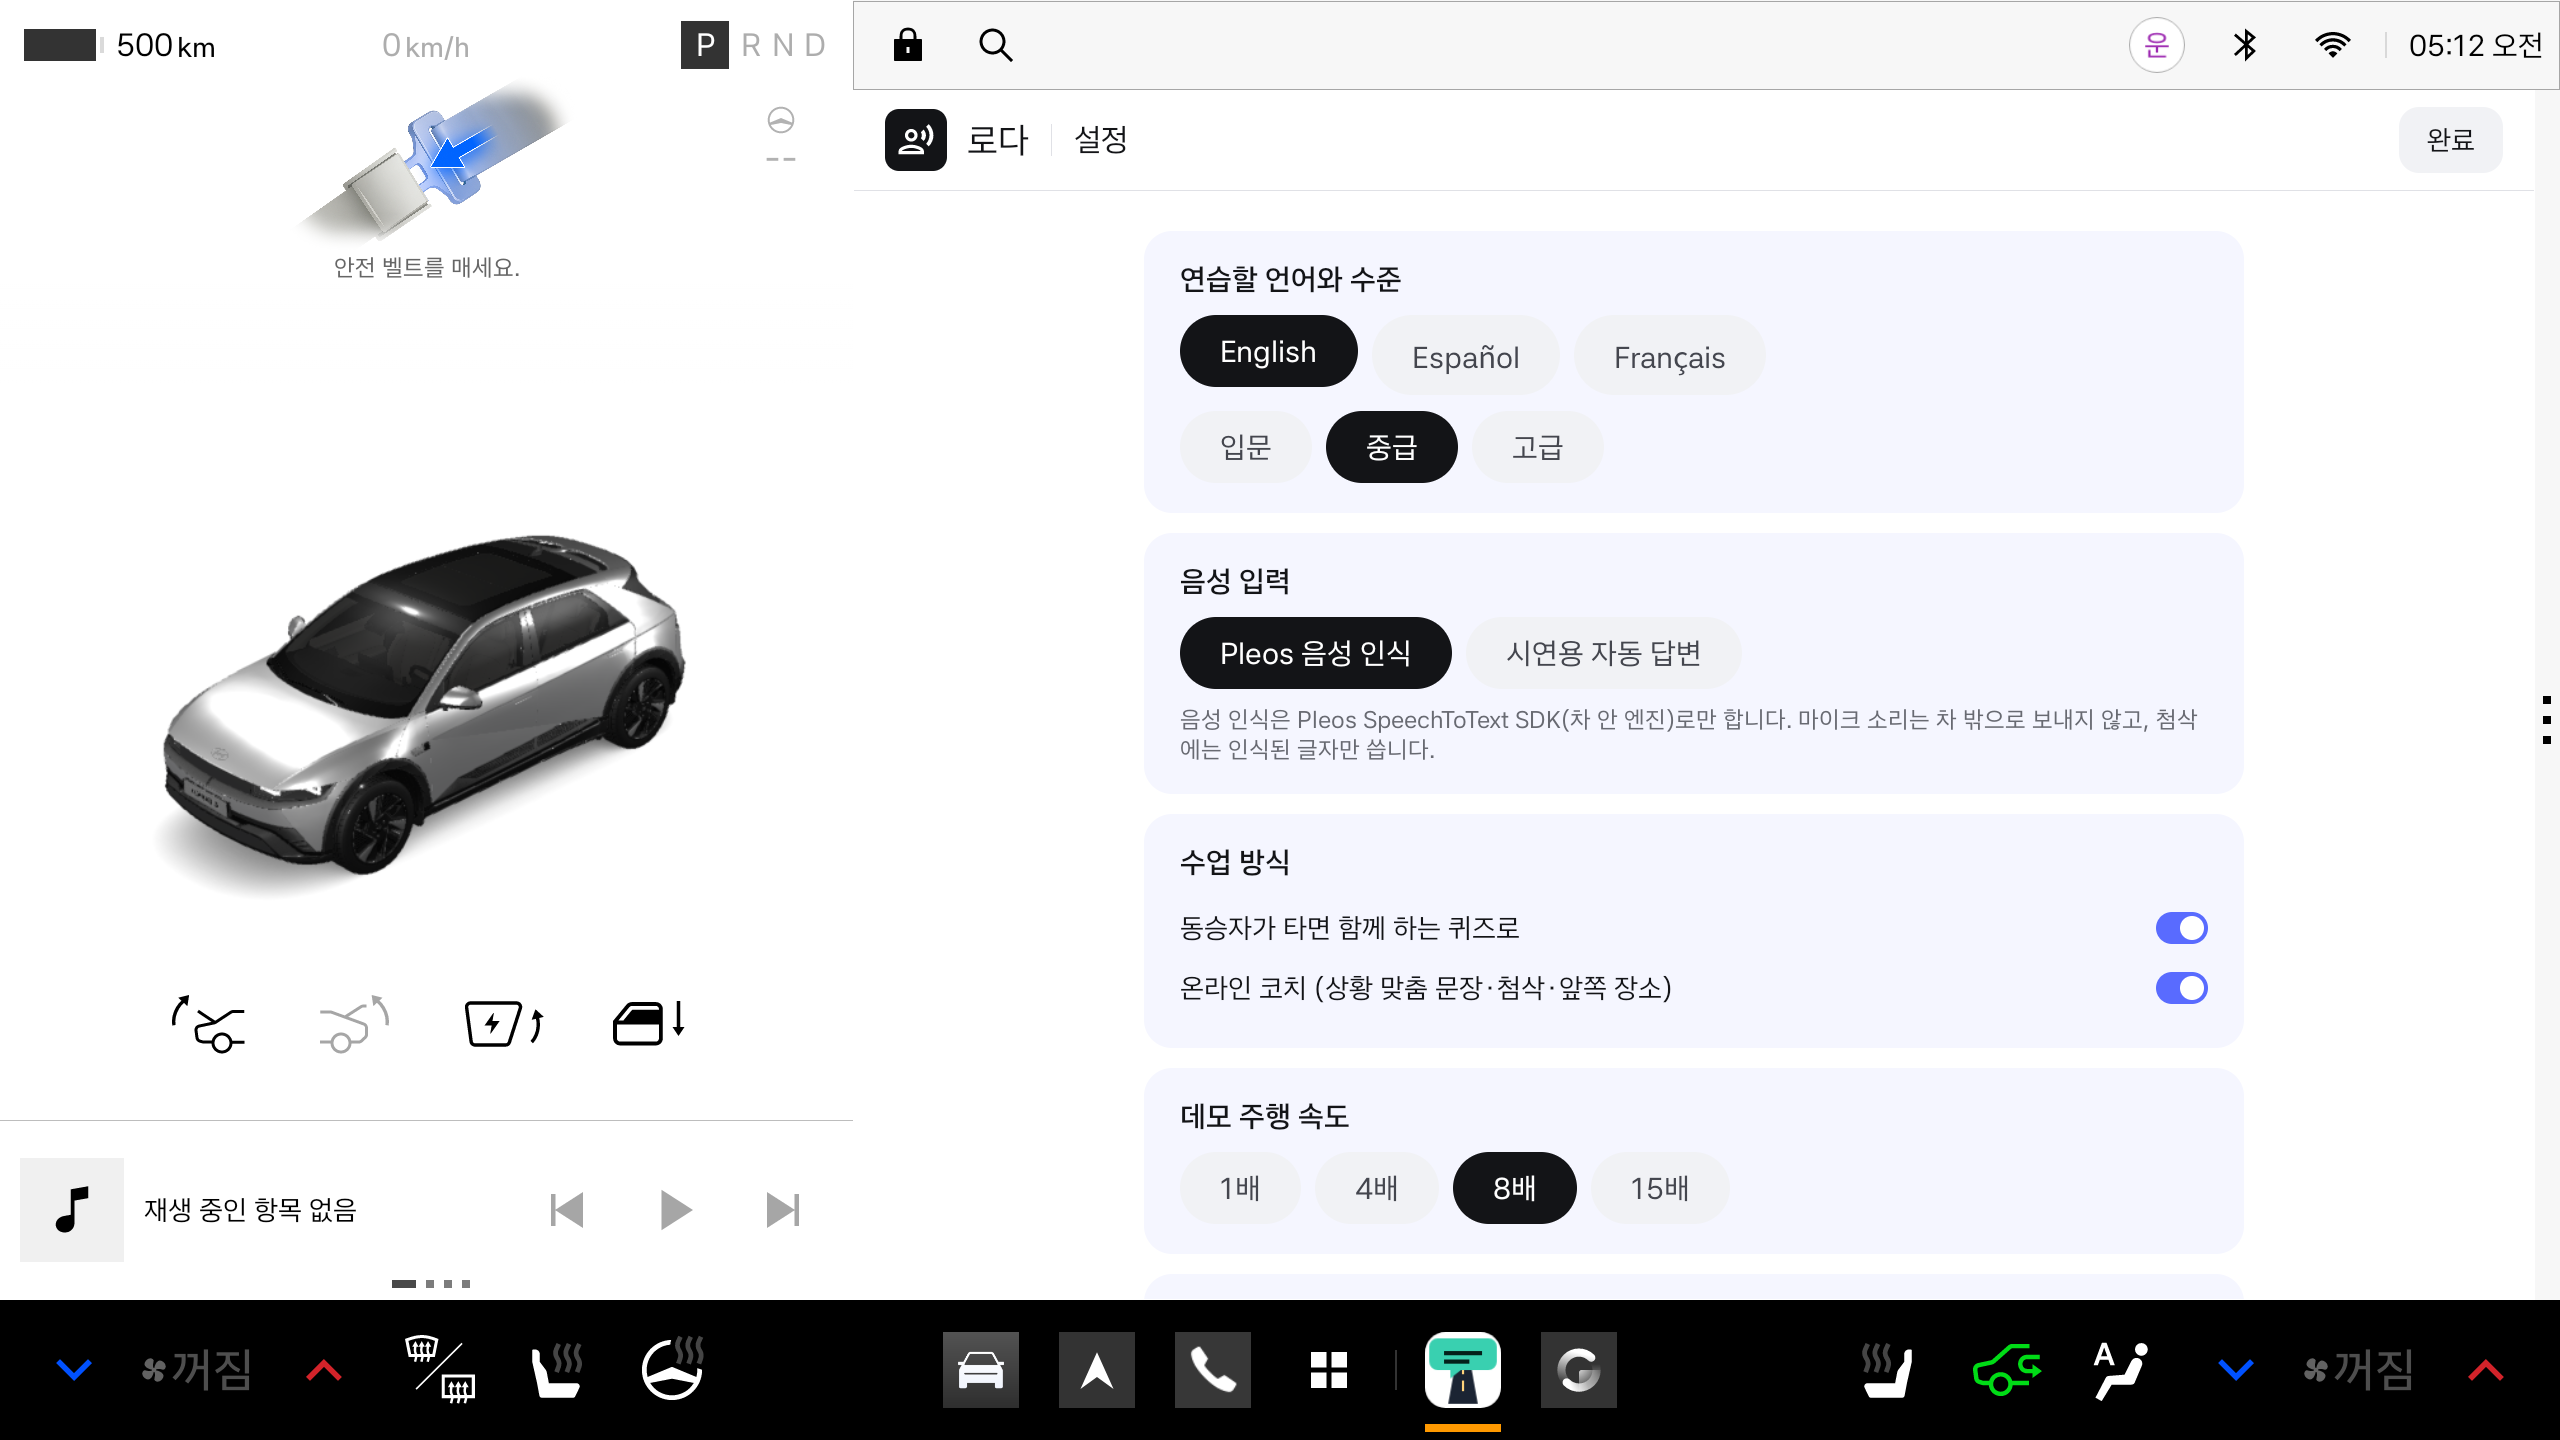 500 km
0 km/h
P R N D
운
05:12 오전
로다
설정
완료
--
안전 벨트를 매세요.
연습할 언어와 수준
English
Español
Français
입문
중급
고급
음성 입력
Pleos 음성 인식
시연용 자동 답변
음성 인식은 Pleos SpeechToText SDK(차 안 엔진)로만 합니다. 마이크 소리는 차 밖으로 보내지 않고, 첨삭
에는 인식된 글자만 씁니다.
수업 방식
동승자가 타면 함께 하는 퀴즈로
온라인 코치 (상황 맞춤 문장·첨삭·앞쪽 장소)
데모 주행 속도
1배
4배
8배
15배
재생 중인 항목 없음
꺼짐
A
꺼짐